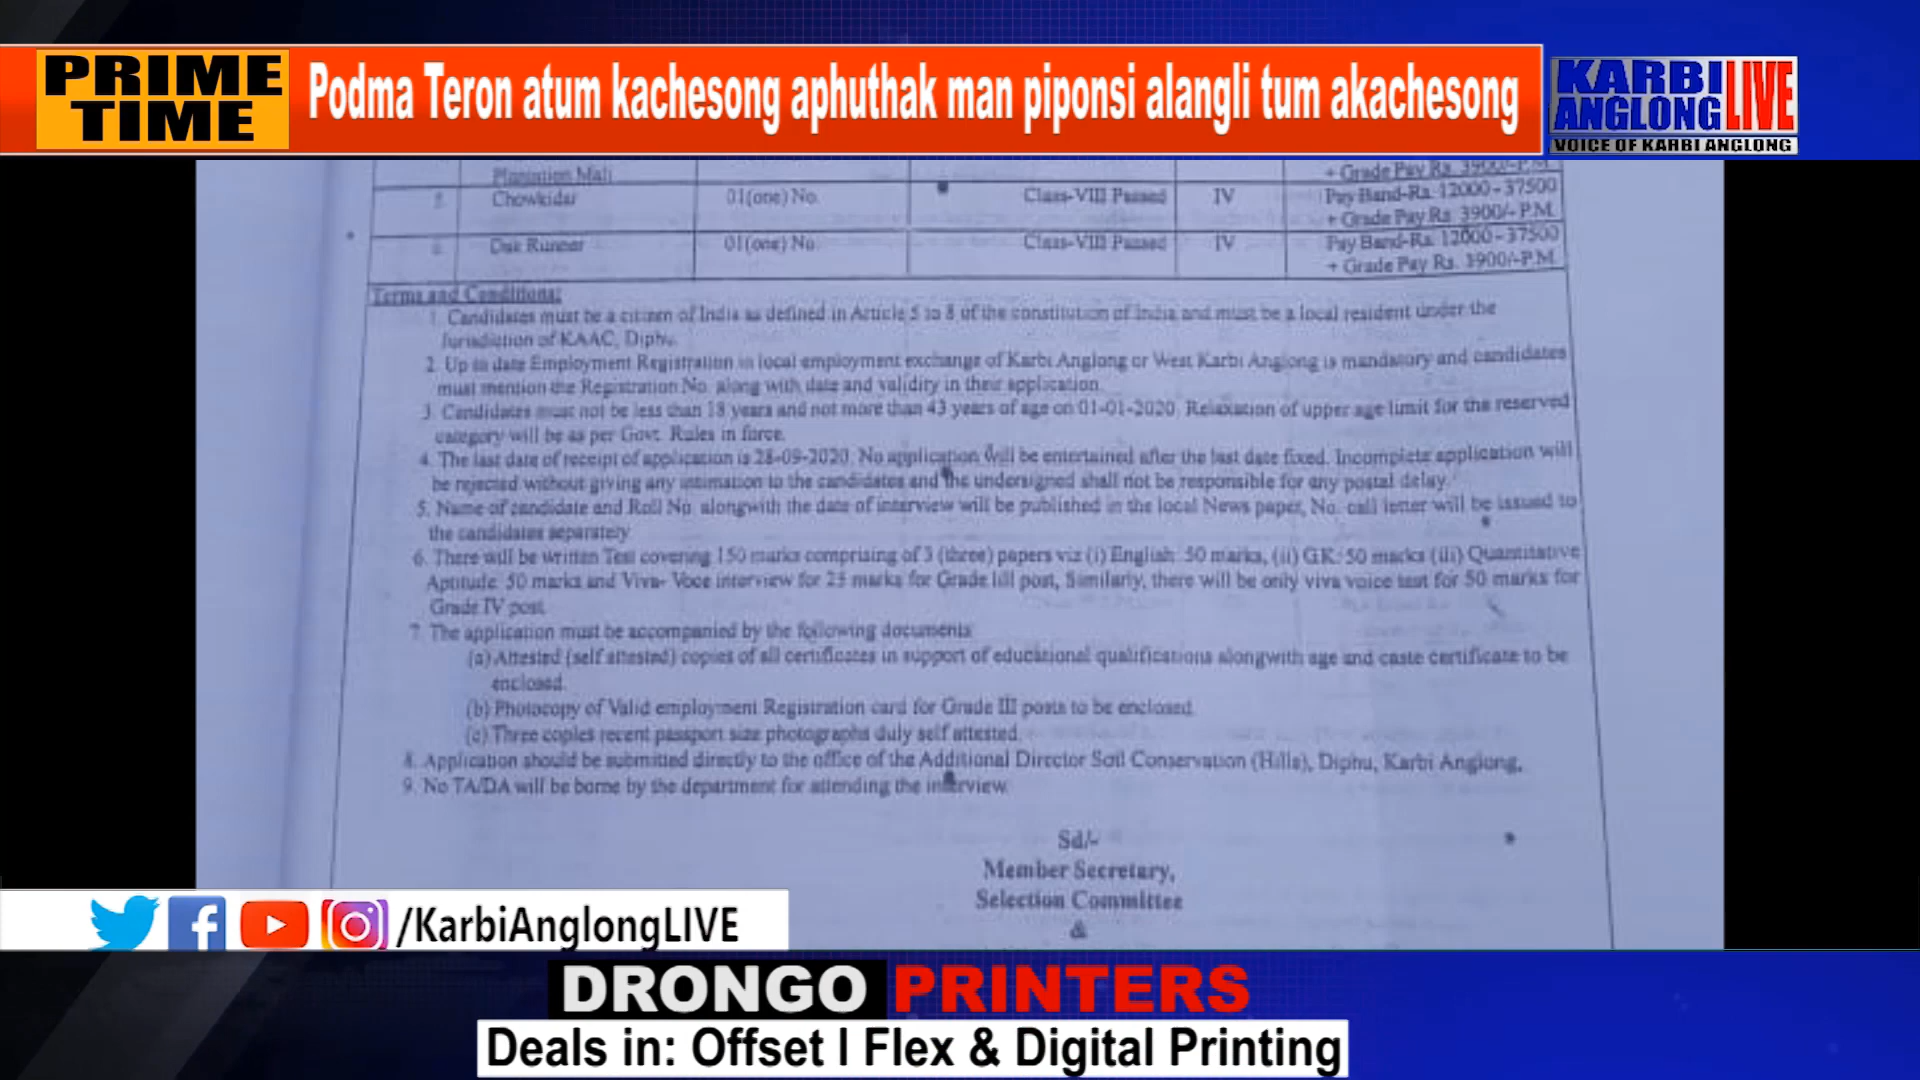 PRIME
TIME
Podma Teron atum kachesong aphuthak man piponsi alangli tum akachesong
KARBI
ANGLONG LIVE
VOICE OF KARBI ANGLONG
Plantation Mali + Grade Pay Rs. 3900/-P.M.
Chowkidar 01(one) No. Class-VIII Passed IV Pay Band-Rs. 12000-37500
+ Grade Pay Rs. 3900/- P.M.
Dak Runner 01(one) No. Class-VIII Passed IV Pay Band-Rs. 12000-37500
+ Grade Pay Rs. 3900/-P.M.
Terms and Conditions:
1. Candidates must be a citizen of India as defined in Article 5 to 8 of the constitution of India and must be a local resident under the
Jurisdiction of KAAC, Diphu.
2. Up to date Employment Registration in local employment exchange of Karbi Anglong or West Karbi Anglong is mandatory and candidates
must mention the Registration No. along with date and validity in their application.
3. Candidates must not be less than 18 years and not more than 43 years of age on 01-01-2020. Relaxation of upper age limit for the reserved
category will be as per Govt. Rules in force.
4. The last date of receipt of application is 28-09-2020. No application will be entertained after the last date fixed. Incomplete application will
be rejected without giving any intimation to the candidates and the undersigned shall not be responsible for any postal delay.
5. Name of candidate and Roll No. alongwith the date of interview will be published in the local News paper, No. call letter will be issued to
the candidates separately
6. There will be written Test covering 150 marks comprising of 3 (three) papers viz (i) English: 50 marks, (ii) GK: 50 marks (iii) Quantitative
Aptitude: 50 marks and Viva- Voce interview for 25 marks for Grade post, Similarly, there will be only viva voice test for 50 marks for
Grade IV post.
7. The application must be accompanied by the following documents
(a) Attested (self attested) copies of all certificates in support of educational qualifications alongwith age and caste certificate to be
enclosed.
(b) Photocopy of Valid employment Registration card for Grade III posts to be enclosed.
(c) Three copies recent passport size photographs duly self attested.
8. Application should be submitted directly to the office of the Additional Director Soil Conservation (Hills), Diphu, Karbi Anglong,
9. No TA/DA will be borne by the department for attending the interview.
Sd/-
Member Secretary,
Selection Committee
&
/KarbiAnglongLIVE
DRONGO PRINTERS
Deals in: Offset I Flex & Digital Printing